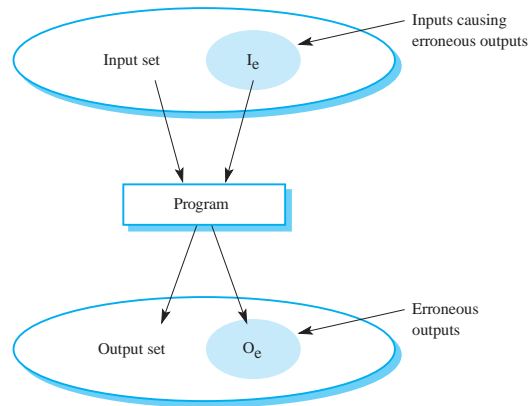 Inputs causing
erroneous outputs
Input set
Ie
Program
Erroneous
outputs
Output set
Oe